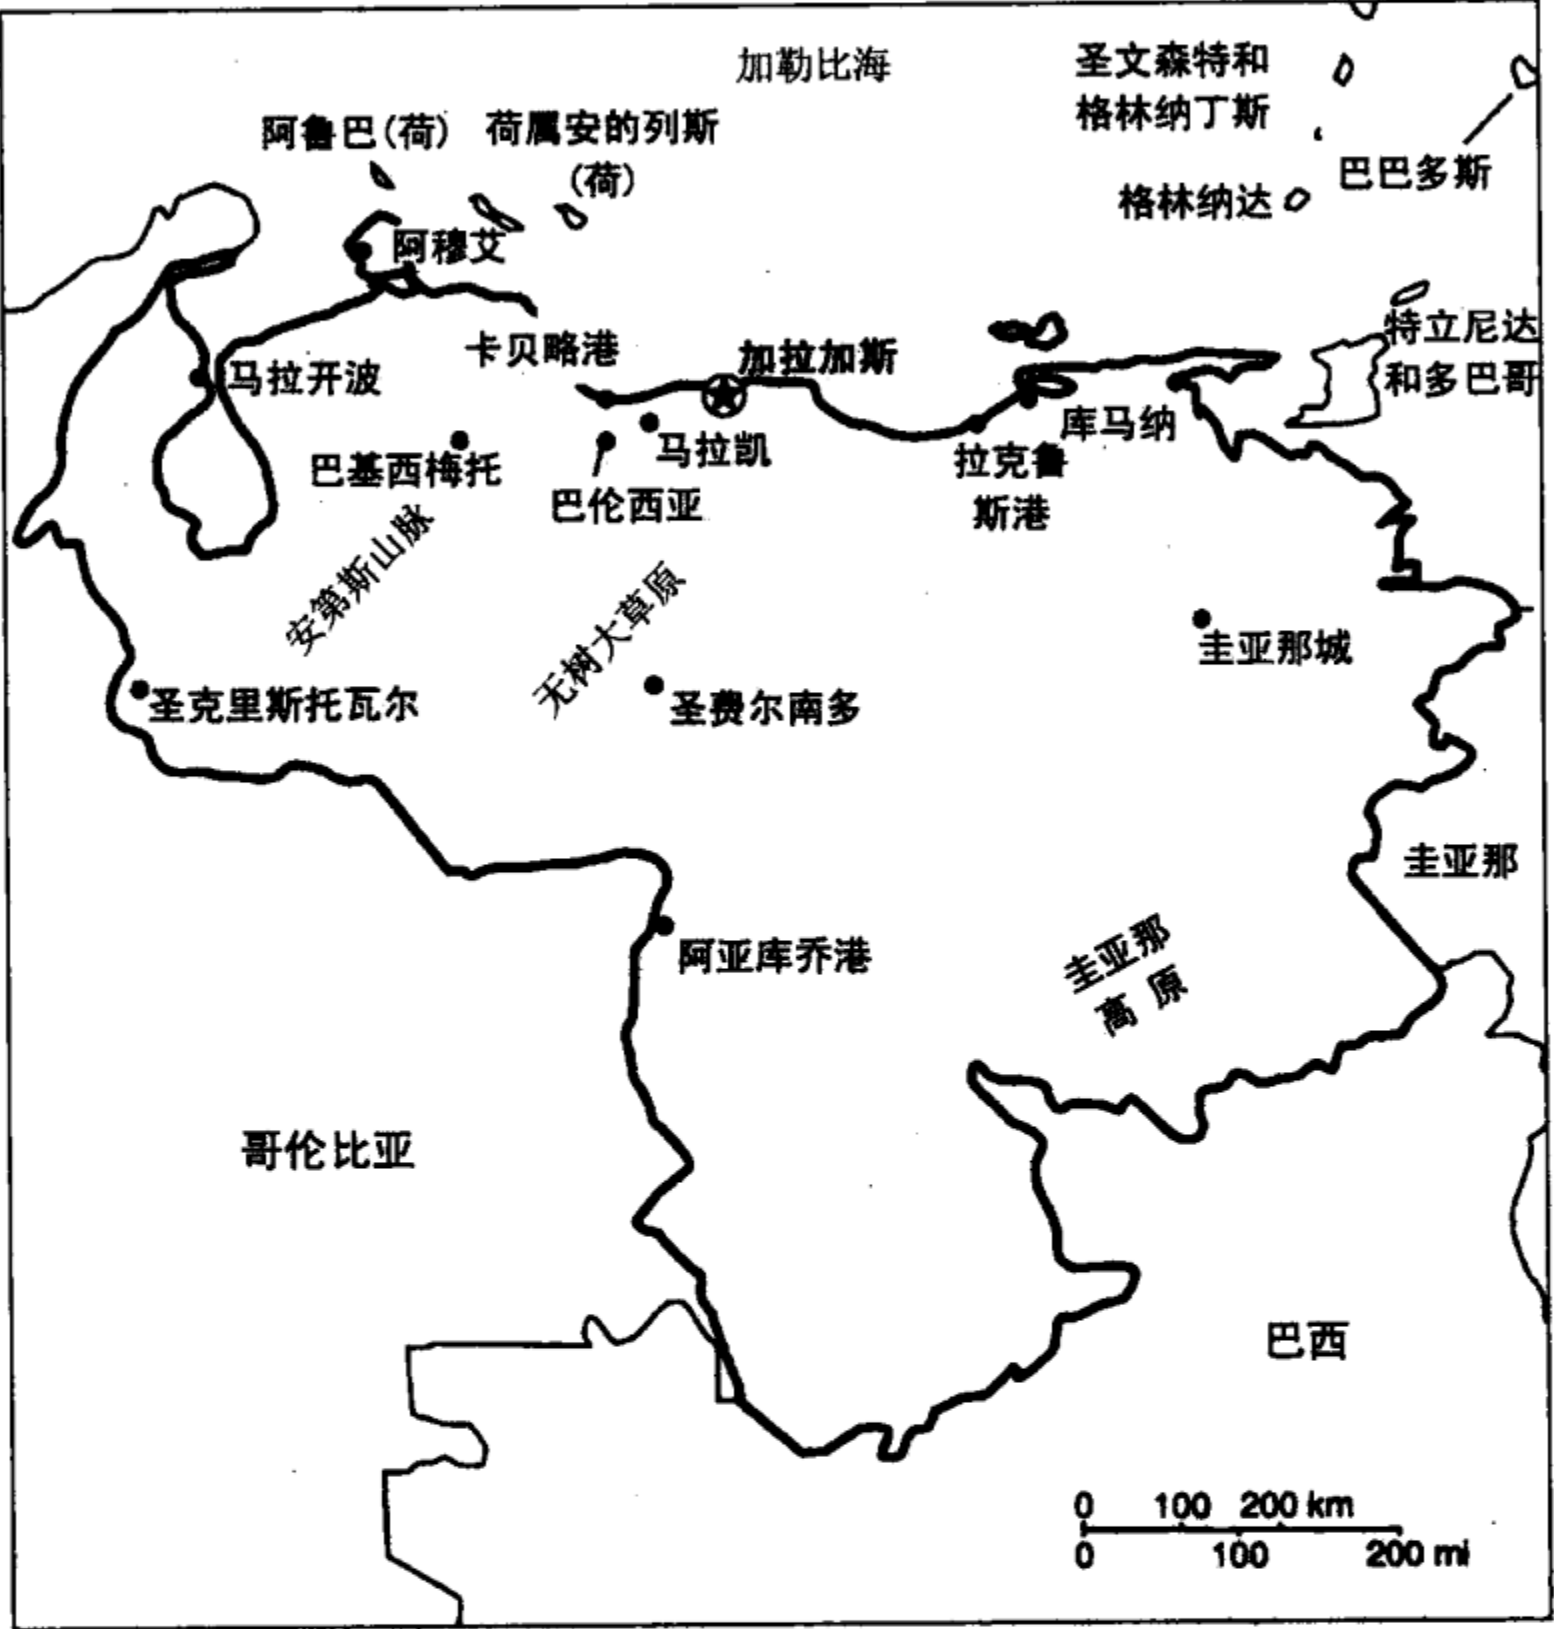 加勒比海
圣文森特和
格林纳丁斯
阿鲁巴(荷)
荷属安的列斯
(荷)
巴巴多斯
格林纳达
阿穆艾
特立尼达
和多巴哥
卡贝略港
加拉加斯
马拉开波
库马纳
马拉凯
拉克鲁
斯港
巴基西梅托
巴伦西亚
安第斯山脉
无树大草原
圭亚那城
圣克里斯托瓦尔
圣费尔南多
圭亚那
阿亚库乔港
圭亚那
高原
哥伦比亚
巴西
0 100 200 km
0 100 200 mi